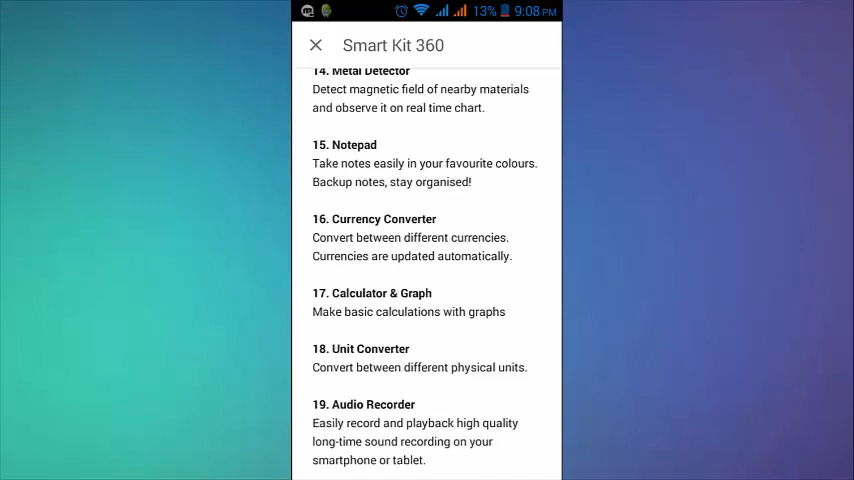 13% 9:08 PM
Smart Kit 360
14. Metal Detector
Detect magnetic field of nearby materials
and observe it on real time chart.
15. Notepad
Take notes easily in your favourite colours.
Backup notes, stay organised!
16. Currency Converter
Convert between different currencies.
Currencies are updated automatically.
17. Calculator & Graph
Make basic calculations with graphs
18. Unit Converter
Convert between different physical units.
19. Audio Recorder
Easily record and playback high quality
long-time sound recording on your
smartphone or tablet.